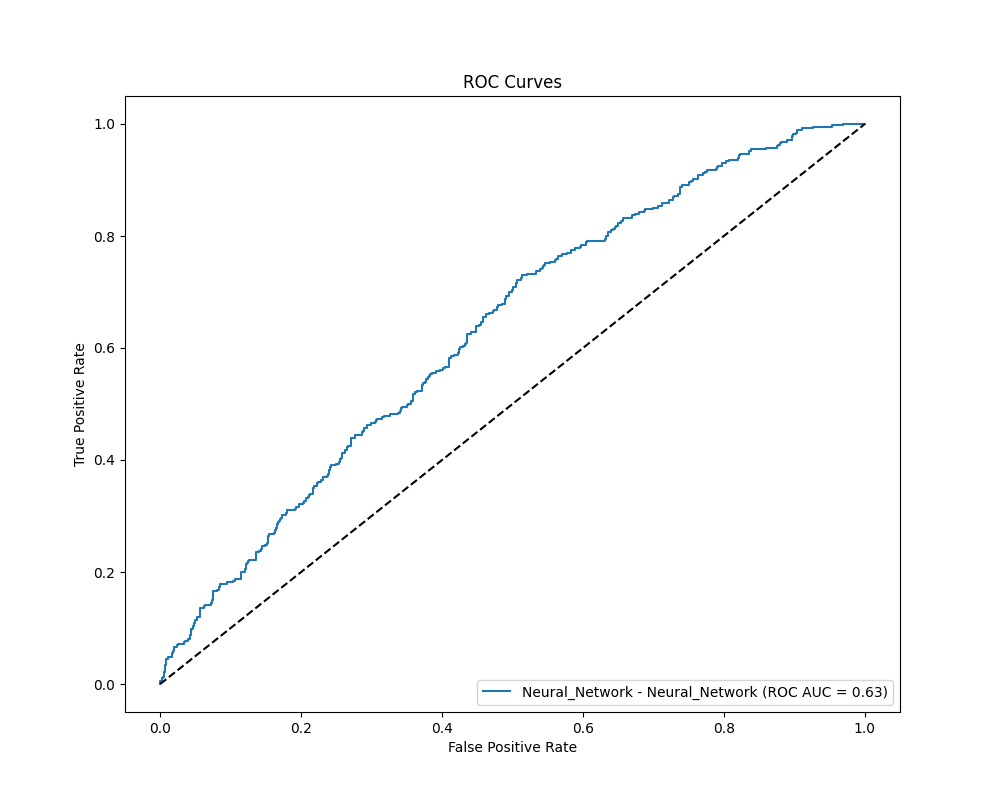 ROC Curves
True Positive Rate
1.0
0.8
0.6
0.4
0.2
0.0
Neural_Network - Neural_Network (ROC AUC = 0.63)
0.0 0.2 0.4 0.6 0.8 1.0
False Positive Rate